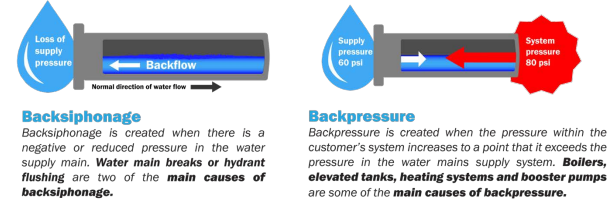 Loss of
supply
pressure
Backflow
Normal direction of water flow
Supply
pressure
60 psi
System
pressure
80 psi
Backsiphonage
Backsiphonage is created when there is a
negative or reduced pressure in the water
supply main. Water main breaks or hydrant
flushing are two of the main causes of
backsiphonage.
Backpressure
Backpressure is created when the pressure within the
customer's system increases to a point that it exceeds the
pressure in the water mains supply system. Boilers,
elevated tanks, heating systems and booster pumps
are some of the main causes of backpressure.